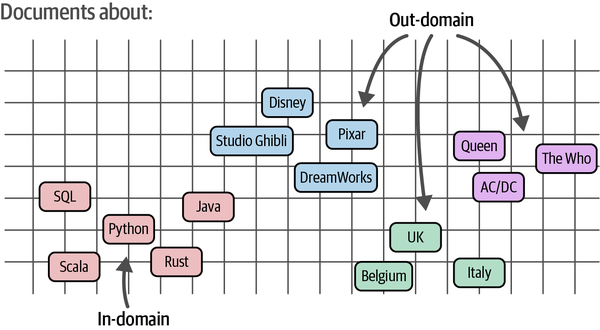 Documents about:
Out-domain
Disney
Studio Ghibli
Pixar
Queen
The Who
DreamWorks
AC/DC
SQL
Java
Python
UK
Scala
Rust
Belgium
Italy
In-domain